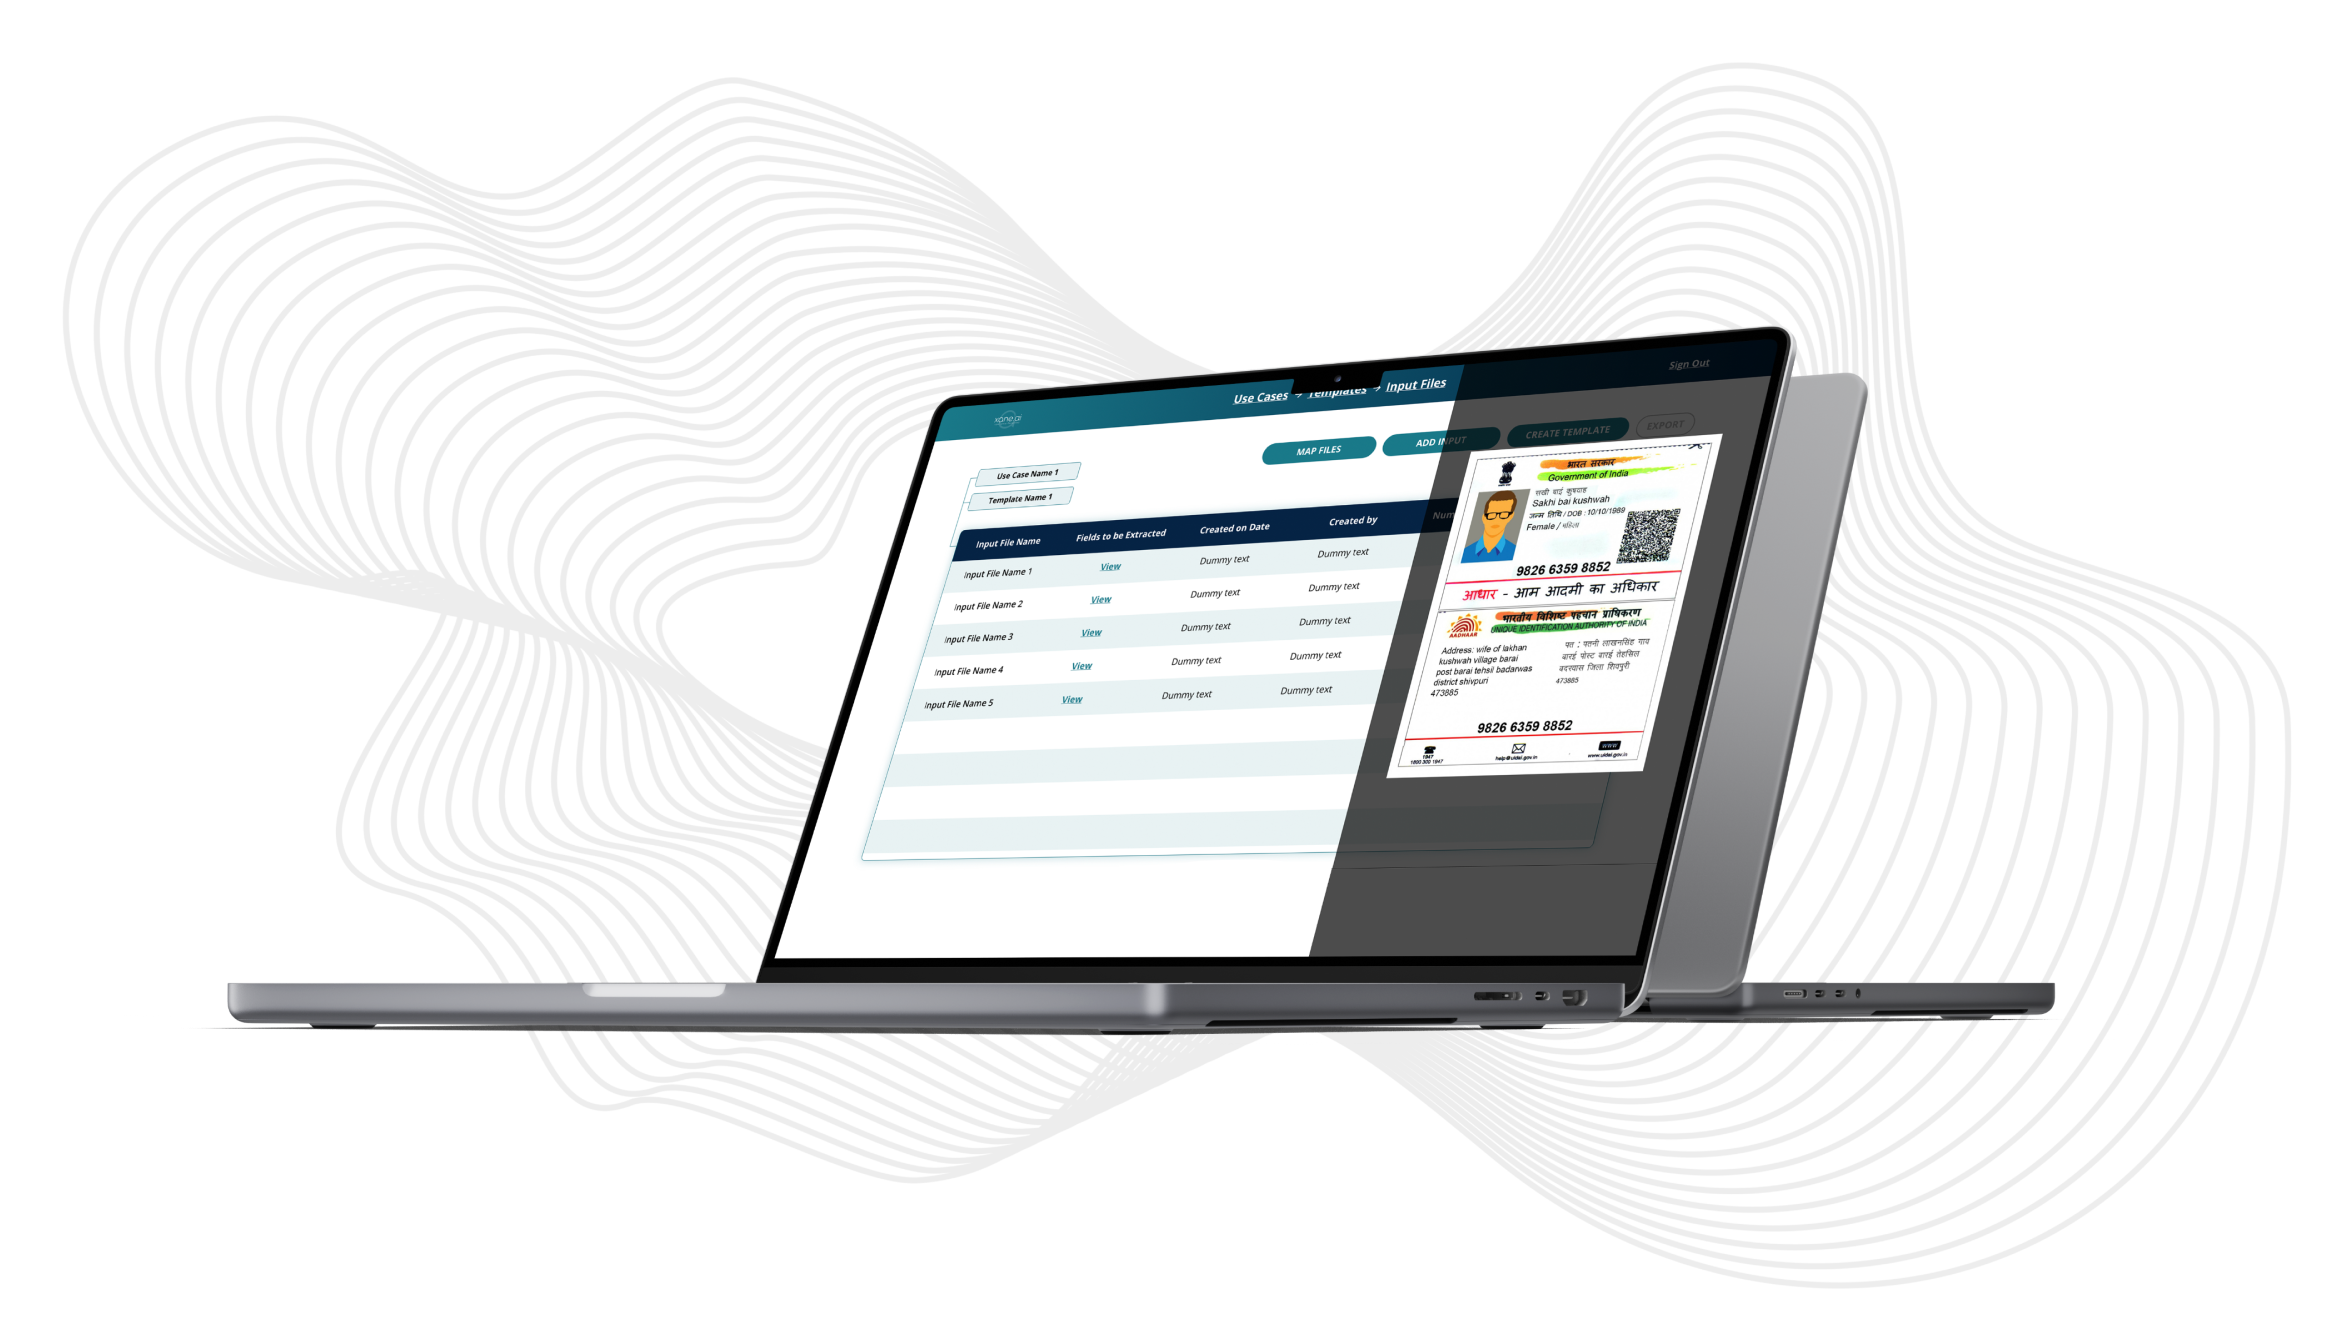 xane.ai
Use Cases → Templates → Input Files
Sign Out
MAP FILES
ADD INPUT
CREATE TEMPLATE
EXPORT
Use Case Name 1
Template Name 1
Input File Name Fields to be Extracted Created on Date Created by Num
Input File Name 1 View Dummy text Dummy text
Input File Name 2 View Dummy text Dummy text
Input File Name 3 View Dummy text Dummy text
Input File Name 4 View Dummy text Dummy text
Input File Name 5 View Dummy text Dummy text
भारत सरकार
Government of India
सखी बाई कुषवाह
Sakhi bai kushwah
जन्म तिथि / DOB : 10/10/1989
Female / महिला
9826 6359 8852
आधार - आम आदमी का अधिकार
भारतीय विशिष्ट पहचान प्राधिकरण
UNIQUE IDENTIFICATION AUTHORITY OF INDIA
AADHAAR
Address: wife of lakhan
kushwah village barai
post barai tehsil badarwas
district shivpuri
473885
पत : पतनी लाखनसिंह गाव
बारई पोस्ट बारई तेहसिल
बदरवास जिला शिवपुरी
473885
9826 6359 8852
1947
1800 300 1947
help@uidai.gov.in
www
www.uidai.gov.in